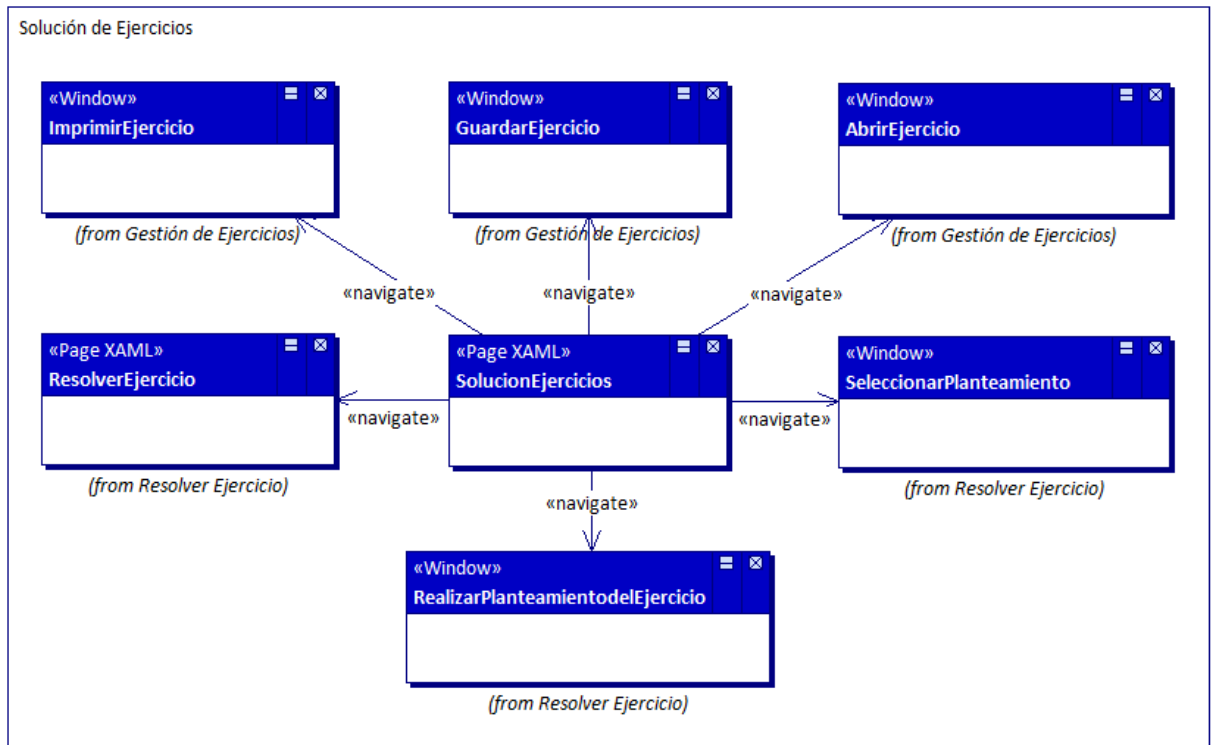 Solución de Ejercicios
«Window»
ImprimirEjercicio
(from Gestión de Ejercicios)
«Window»
GuardarEjercicio
(from Gestión de Ejercicios)
«Window»
AbrirEjercicio
(from Gestión de Ejercicios)
«navigate»
«navigate»
«navigate»
«Page XAML»
ResolverEjercicio
(from Resolver Ejercicio)
«navigate»
«Page XAML»
SolucionEjercicios
«navigate»
«Window»
SeleccionarPlanteamiento
(from Resolver Ejercicio)
«navigate»
«Window»
RealizarPlanteamientodelEjercicio
(from Resolver Ejercicio)